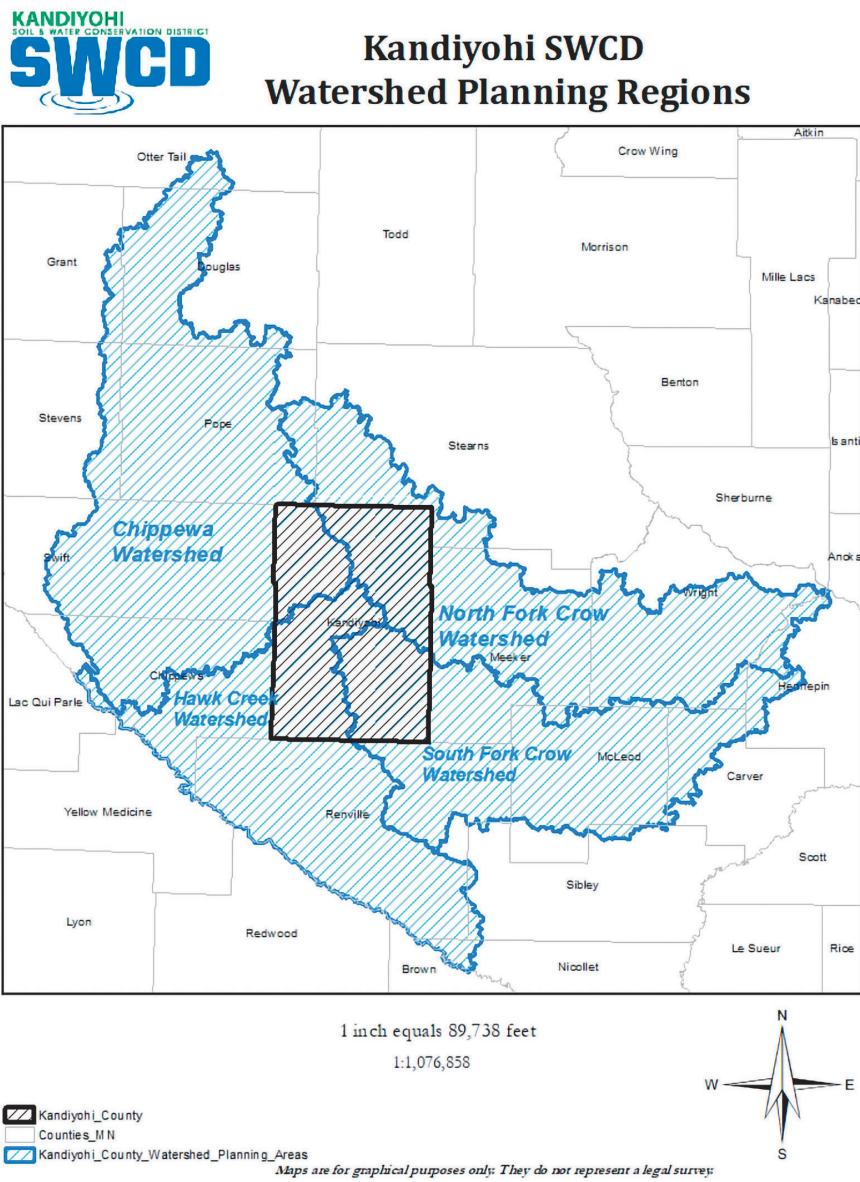 KANDIYOHI
SOIL & WATER CONSERVATION DISTRICT
SWCD
Kandiyohi SWCD
Watershed Planning Regions
Aitkin
Otter Tail
Crow Wing
Todd
Morrison
Grant
Douglas
Mille Lacs
Kanabec
Benton
Stevens
Pope
Stearns
Isanti
Sherburne
Chippewa
Watershed
Swift
Anoka
Wright
North Fork Crow
Watershed
Kandiyohi
Meeker
Chippewa
Hennepin
Lac Qui Parle
Hawk Creek
Watershed
South Fork Crow
Watershed
McLeod
Carver
Yellow Medicine
Renville
Scott
Sibley
Lyon
Redwood
Le Sueur
Rice
Brown
Nicollet
1 inch equals 89,738 feet
1:1,076,858
N
W
E
S
Kandiyohi_County
Counties_MN
Kandiyohi_County_Watershed_Planning_Areas
Maps are for graphical purposes only. They do not represent a legal survey.